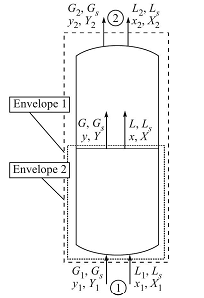 G₂, Gₛ ② L₂, Lₛ
y₂, Y₂ x₂, X₂
Envelope 1
G, Gₛ L, Lₛ
y, Y x, X
Envelope 2
G₁, Gₛ L₁, Lₛ
y₁, Y₁ ① x₁, X₁